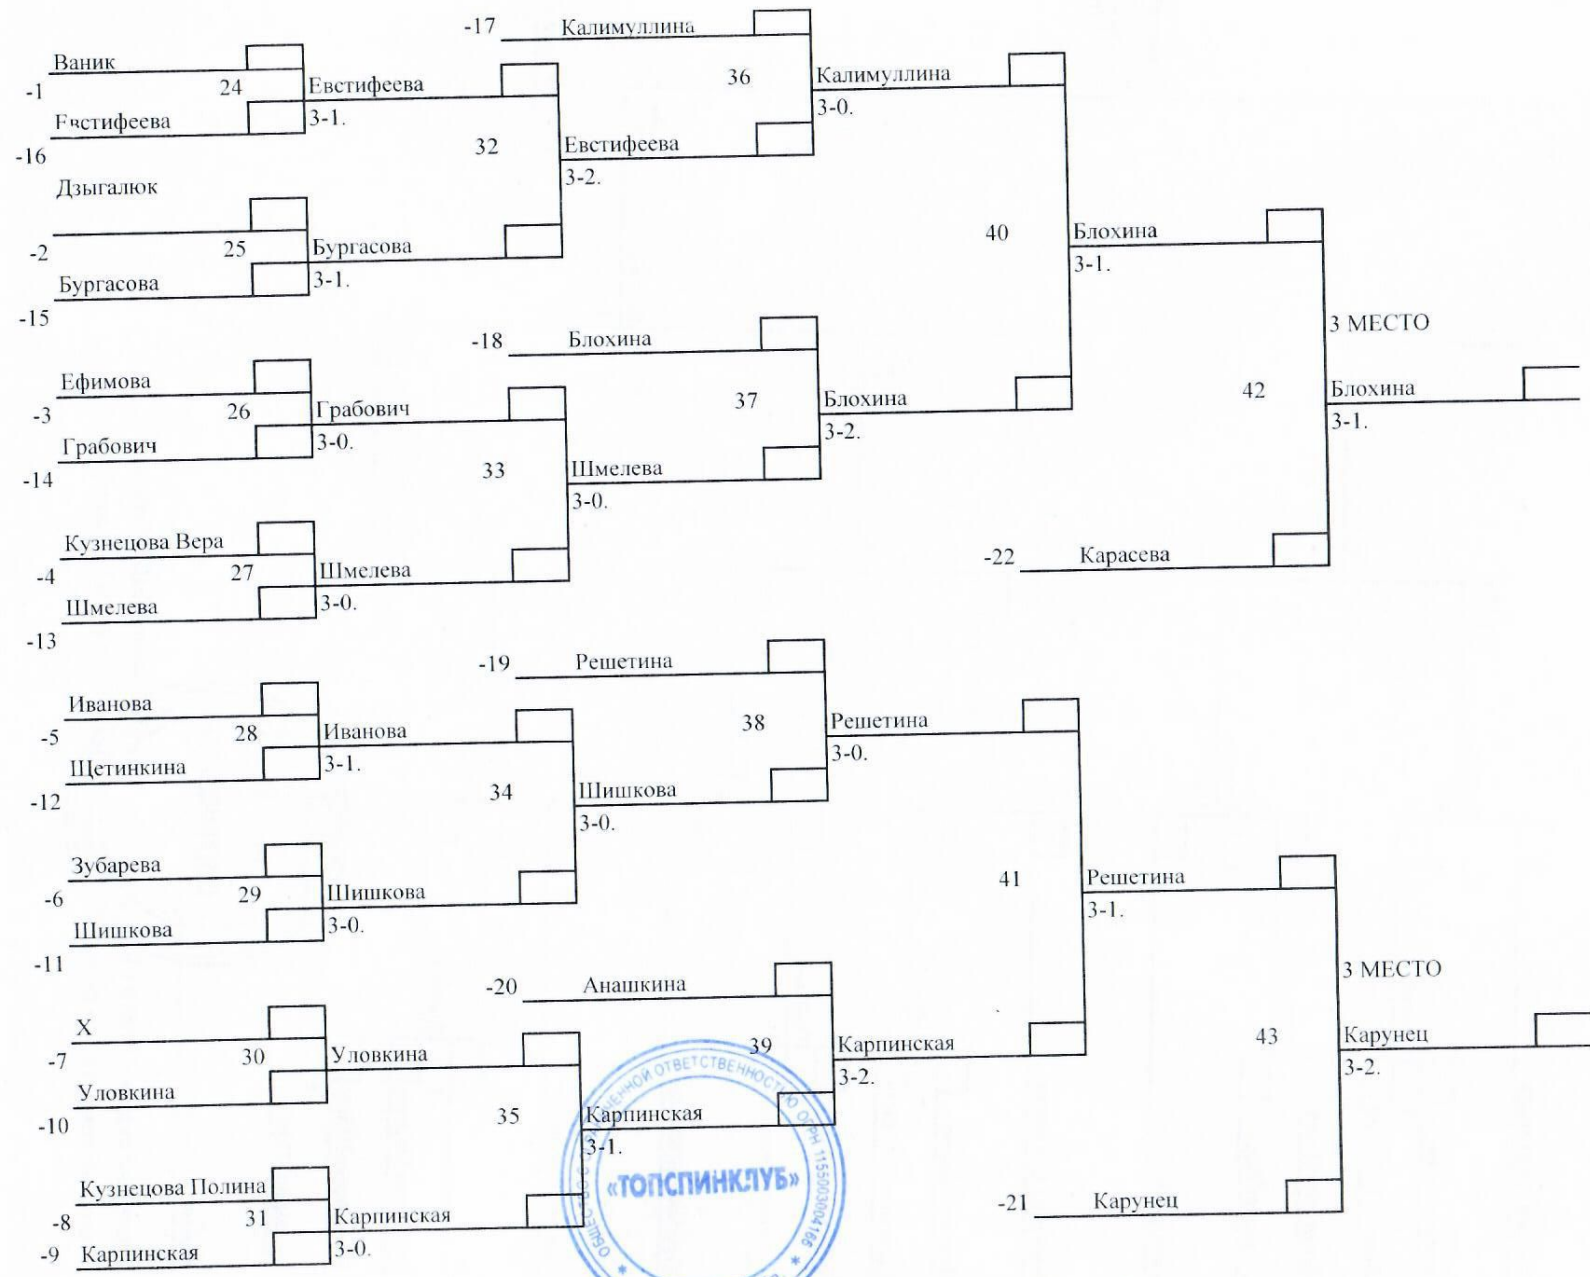 -17 Калимуллина
Ваник
-1 24 Евстифеева 36 Калимуллина
Евстифеева 3-1. 3-0.
-16 32 Евстифеева
Дзыгалюк 3-2.
-2 25 Бургасова 40 Блохина
Бургасова 3-1. 3-1.
-15 3 МЕСТО
-18 Блохина
Ефимова
-3 26 Грабович 37 Блохина 42 Блохина
Грабович 3-0. 3-2. 3-1.
-14 33 Шмелева
3-0.
Кузнецова Вера
-4 27 Шмелева -22 Карасева
Шмелева 3-0.
-13
-19 Решетина
Иванова
-5 28 Иванова 38 Решетина
Щетинкина 3-1. 3-0.
-12 34 Шишкова
3-0.
Зубарева
-6 29 Шишкова 41 Решетина
Шишкова 3-0. 3-1.
-11 3 МЕСТО
-20 Анашкина
Х
-7 30 Уловкина 39 Карпинская 43 Карунец
Уловкина 3-2. 3-2.
-10 35 Карпинская
3-1.
Кузнецова Полина
-8 31 Карпинская -21 Карунец
-9 Карпинская 3-0.
«ТОПСПИНКЛУБ»
ОТВЕТСТВЕННОСТЬЮ ОГРН 1155003004166